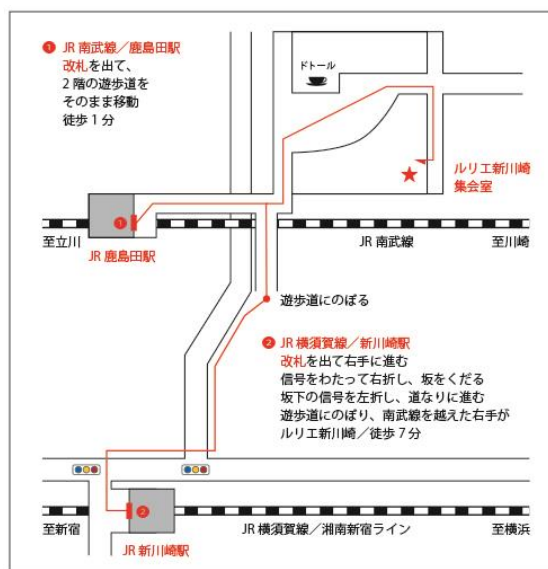 ❶ JR 南武線／鹿島田駅
改札を出て、
2 階の遊歩道を
そのまま移動
徒歩 1 分
ドトール
ルリエ新川崎
集会室
❶
至立川
JR 南武線
至川崎
JR 鹿島田駅
遊歩道にのぼる
❷ JR 横須賀線／新川崎駅
改札を出て右手に進む
信号をわたって右折し、坂をくだる
坂下の信号を左折し、道なりに進む
遊歩道にのぼり、南武線を越えた右手が
ルリエ新川崎／徒歩 7 分
❷
至新宿
JR 横須賀線／湘南新宿ライン
至横浜
JR 新川崎駅